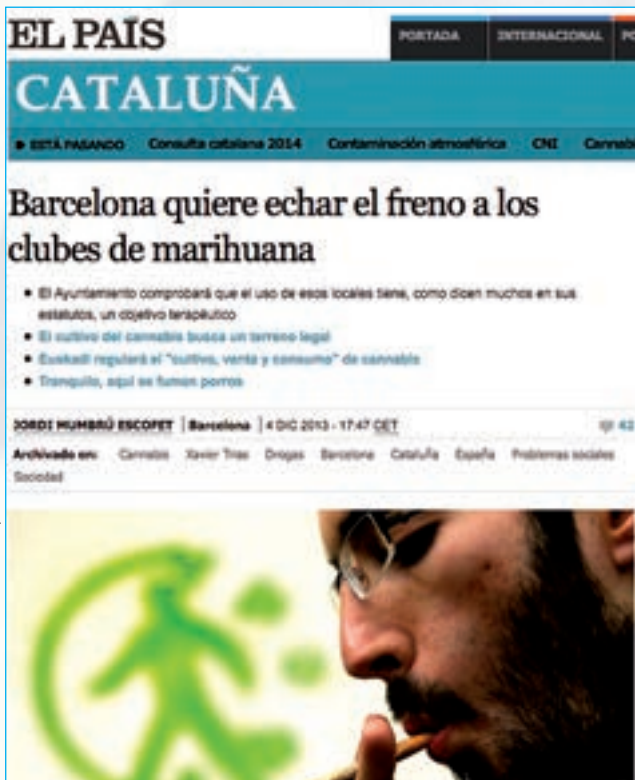 EL PAÍS
PORTADA INTERNACIONAL PO
CATALUÑA
ESTÁ PASANDO Consulta catalana 2014 Contaminación atmosférica CNI Cannab
Barcelona quiere echar el freno a los
clubes de marihuana
• El Ayuntamiento comprobará que el uso de esos locales tiene, como dicen muchos en sus
estatutos, un objetivo terapéutico
• El cultivo del cannabis busca un terreno legal
• Euskadi regulará el "cultivo, venta y consumo" de cannabis
• Tranquilo, aquí se fuman porros
JORDI MUMBRÚ ESCOFET | Barcelona | 4 DIC 2013 - 17:47 CET 42
Archivado en: Cannabis Xavier Trias Drogas Barcelona Cataluña España Problemas sociales
Sociedad